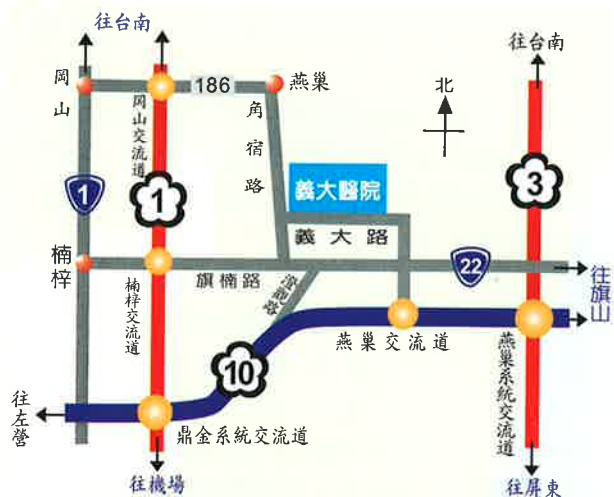 往台南
往台南
岡山
186
燕巢
北
岡山交流道
角宿路
義大醫院
1
1
3
義大路
楠梓
旗楠路
22
往旗山
澄觀路
楠梓交流道
燕巢交流道
燕巢系統交流道
10
往左營
鼎金系統交流道
往機場
往屏東